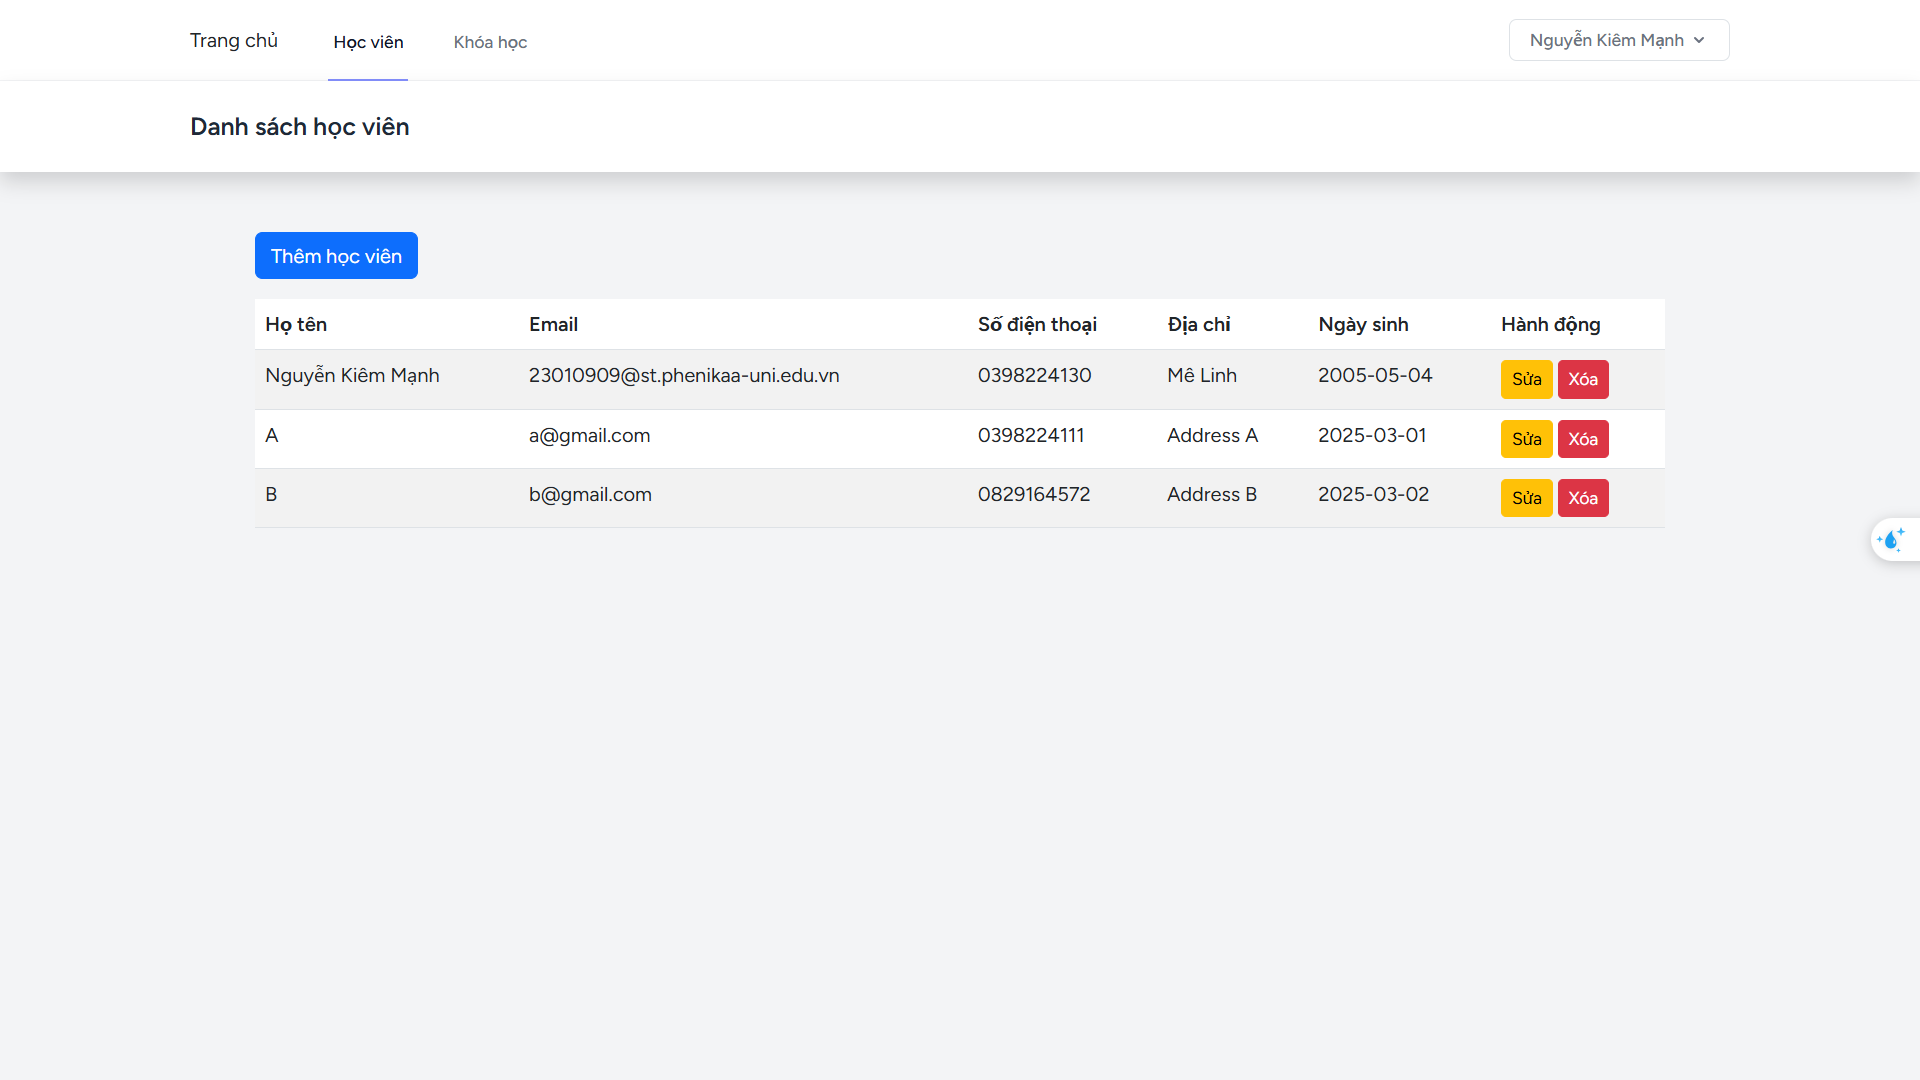 Trang chủ Học viên Khóa học Nguyễn Kiêm Mạnh
Danh sách học viên
Thêm học viên
Họ tên Email Số điện thoại Địa chỉ Ngày sinh Hành động
Nguyễn Kiêm Mạnh 23010909@st.phenikaa-uni.edu.vn 0398224130 Mê Linh 2005-05-04 Sửa Xóa
A a@gmail.com 0398224111 Address A 2025-03-01 Sửa Xóa
B b@gmail.com 0829164572 Address B 2025-03-02 Sửa Xóa